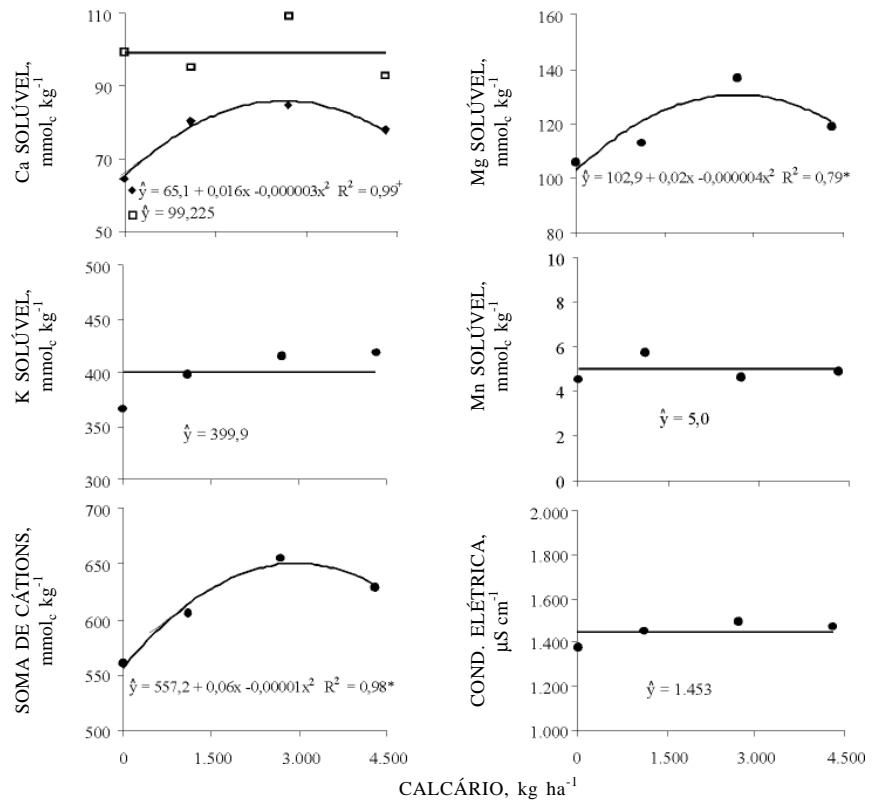 Ca SOLÚVEL,
mmol_c kg⁻¹
110
90
70
50
ŷ = 65,1 + 0,016x -0,000003x² R² = 0,99⁺
ŷ = 99,225
Mg SOLÚVEL,
mmol_c kg⁻¹
160
140
120
100
80
ŷ = 102,9 + 0,02x -0,000004x² R² = 0,79*
K SOLÚVEL,
mmol_c kg⁻¹
500
450
400
350
300
ŷ = 399,9
Mn SOLÚVEL,
mmol_c kg⁻¹
10
8
6
4
2
0
ŷ = 5,0
SOMA DE CÁTIONS,
mmol_c kg⁻¹
700
650
600
550
500
ŷ = 557,2 + 0,06x -0,00001x² R² = 0,98*
0 1.500 3.000 4.500
COND. ELÉTRICA,
µS cm⁻¹
2.000
1.800
1.600
1.400
1.200
1.000
ŷ = 1.453
0 1.500 3.000 4.500
CALCÁRIO, kg ha⁻¹